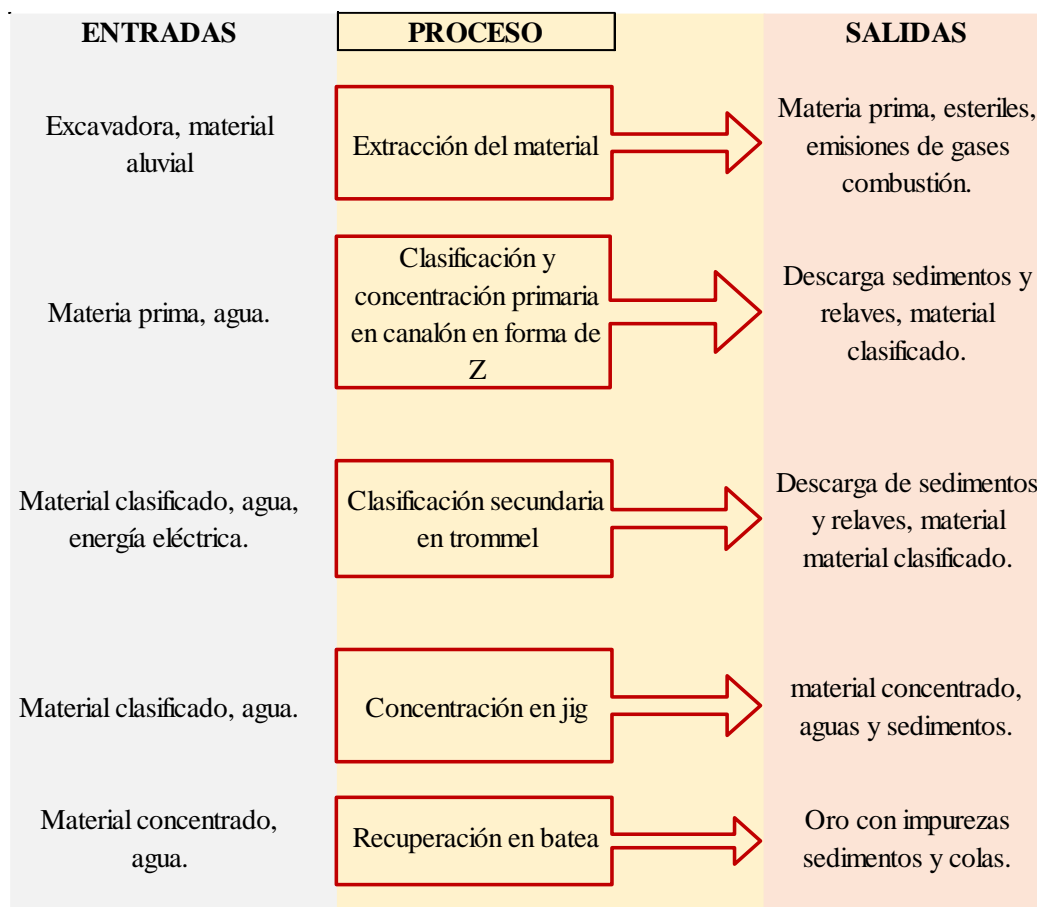 ENTRADAS
PROCESO
SALIDAS
Excavadora, material
aluvial
Extracción del material
Materia prima, esteriles,
emisiones de gases
combustión.
Materia prima, agua.
Clasificación y
concentración primaria
en canalón en forma de
Z
Descarga sedimentos y
relaves, material
clasificado.
Material clasificado, agua,
energía eléctrica.
Clasificación secundaria
en trommel
Descarga de sedimentos
y relaves, material
material clasificado.
Material clasificado, agua.
Concentración en jig
material concentrado,
aguas y sedimentos.
Material concentrado,
agua.
Recuperación en batea
Oro con impurezas
sedimentos y colas.